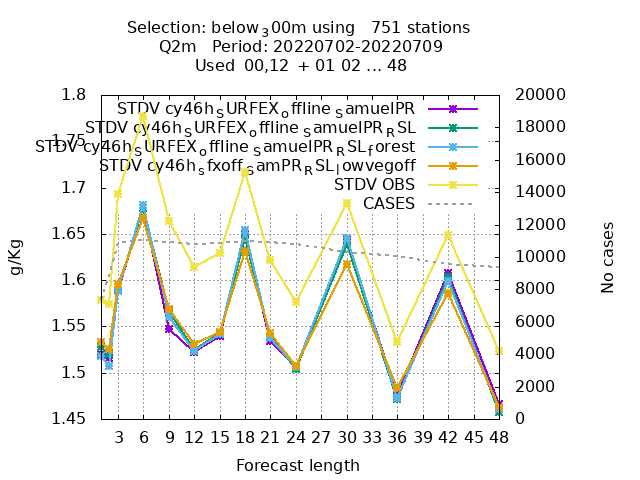 Selection: below300m using 751 stations
Q2m Period: 20220702-20220709
Used 00,12 + 01 02 ... 48
STDV cy46h_SURFEX_offline_samuelPR
STDV cy46h_SURFEX_offline_samuelPR_RSL
STDV cy46h_SURFEX_offline_samuelPR_RSL_forest
STDV cy46h_sfxoff_samPR_RSL_lowvegoff
STDV OBS
CASES
1.8
1.75
1.7
1.65
1.6
1.55
1.5
1.45
g/Kg
20000
18000
16000
14000
12000
10000
8000
6000
4000
2000
0
No cases
3 6 9 12 15 18 21 24 27 30 33 36 39 42 45 48
Forecast length